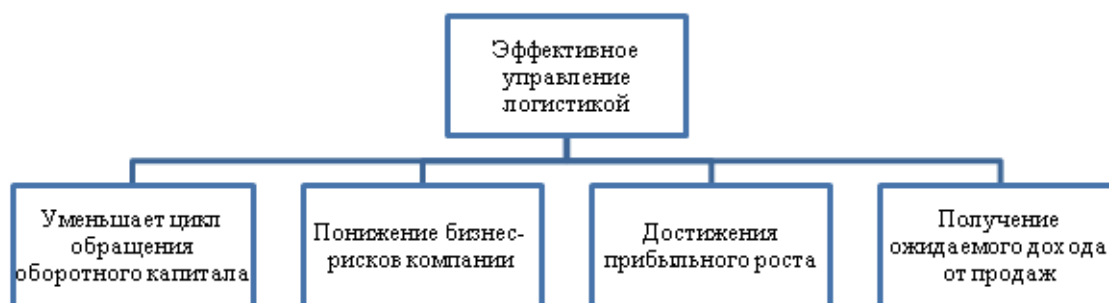 Эффективное
управление
логистикой
Уменьшает цикл
обращения
оборотного капитала
Понижение бизнес-
рисков компании
Достижения
прибыльного роста
Получение
ожидаемого дохода
от продаж